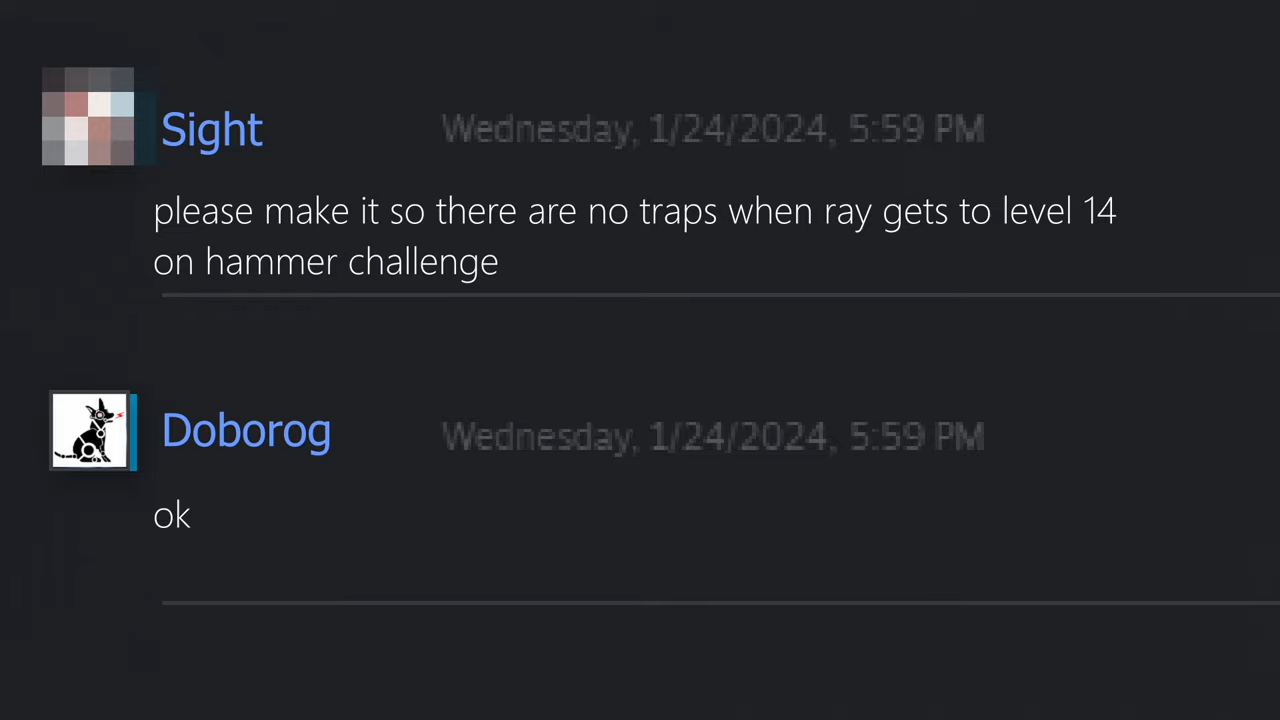 Sight
Wednesday, 1/24/2024, 5:59 PM
please make it so there are no traps when ray gets to level 14
on hammer challenge
Doborog
Wednesday, 1/24/2024, 5:59 PM
ok